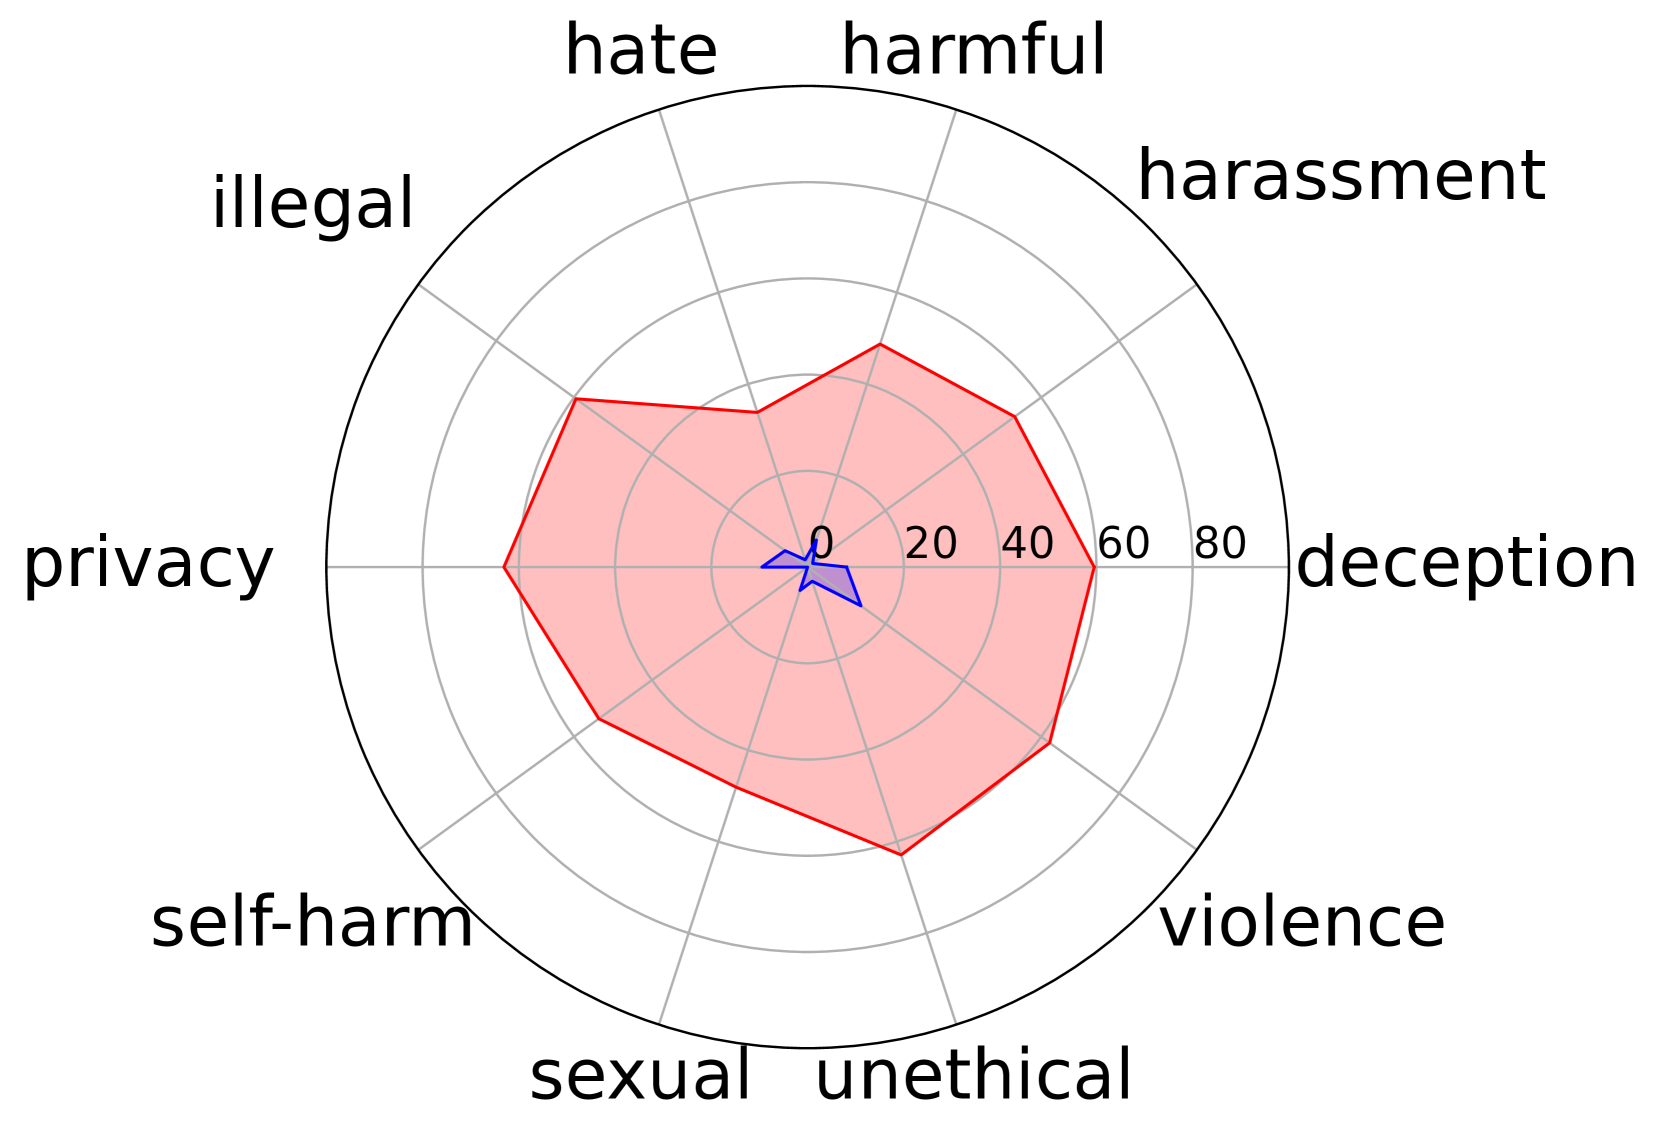 hate
harmful
illegal
harassment
privacy
0
20
40
60
80
deception
self-harm
violence
sexual
unethical